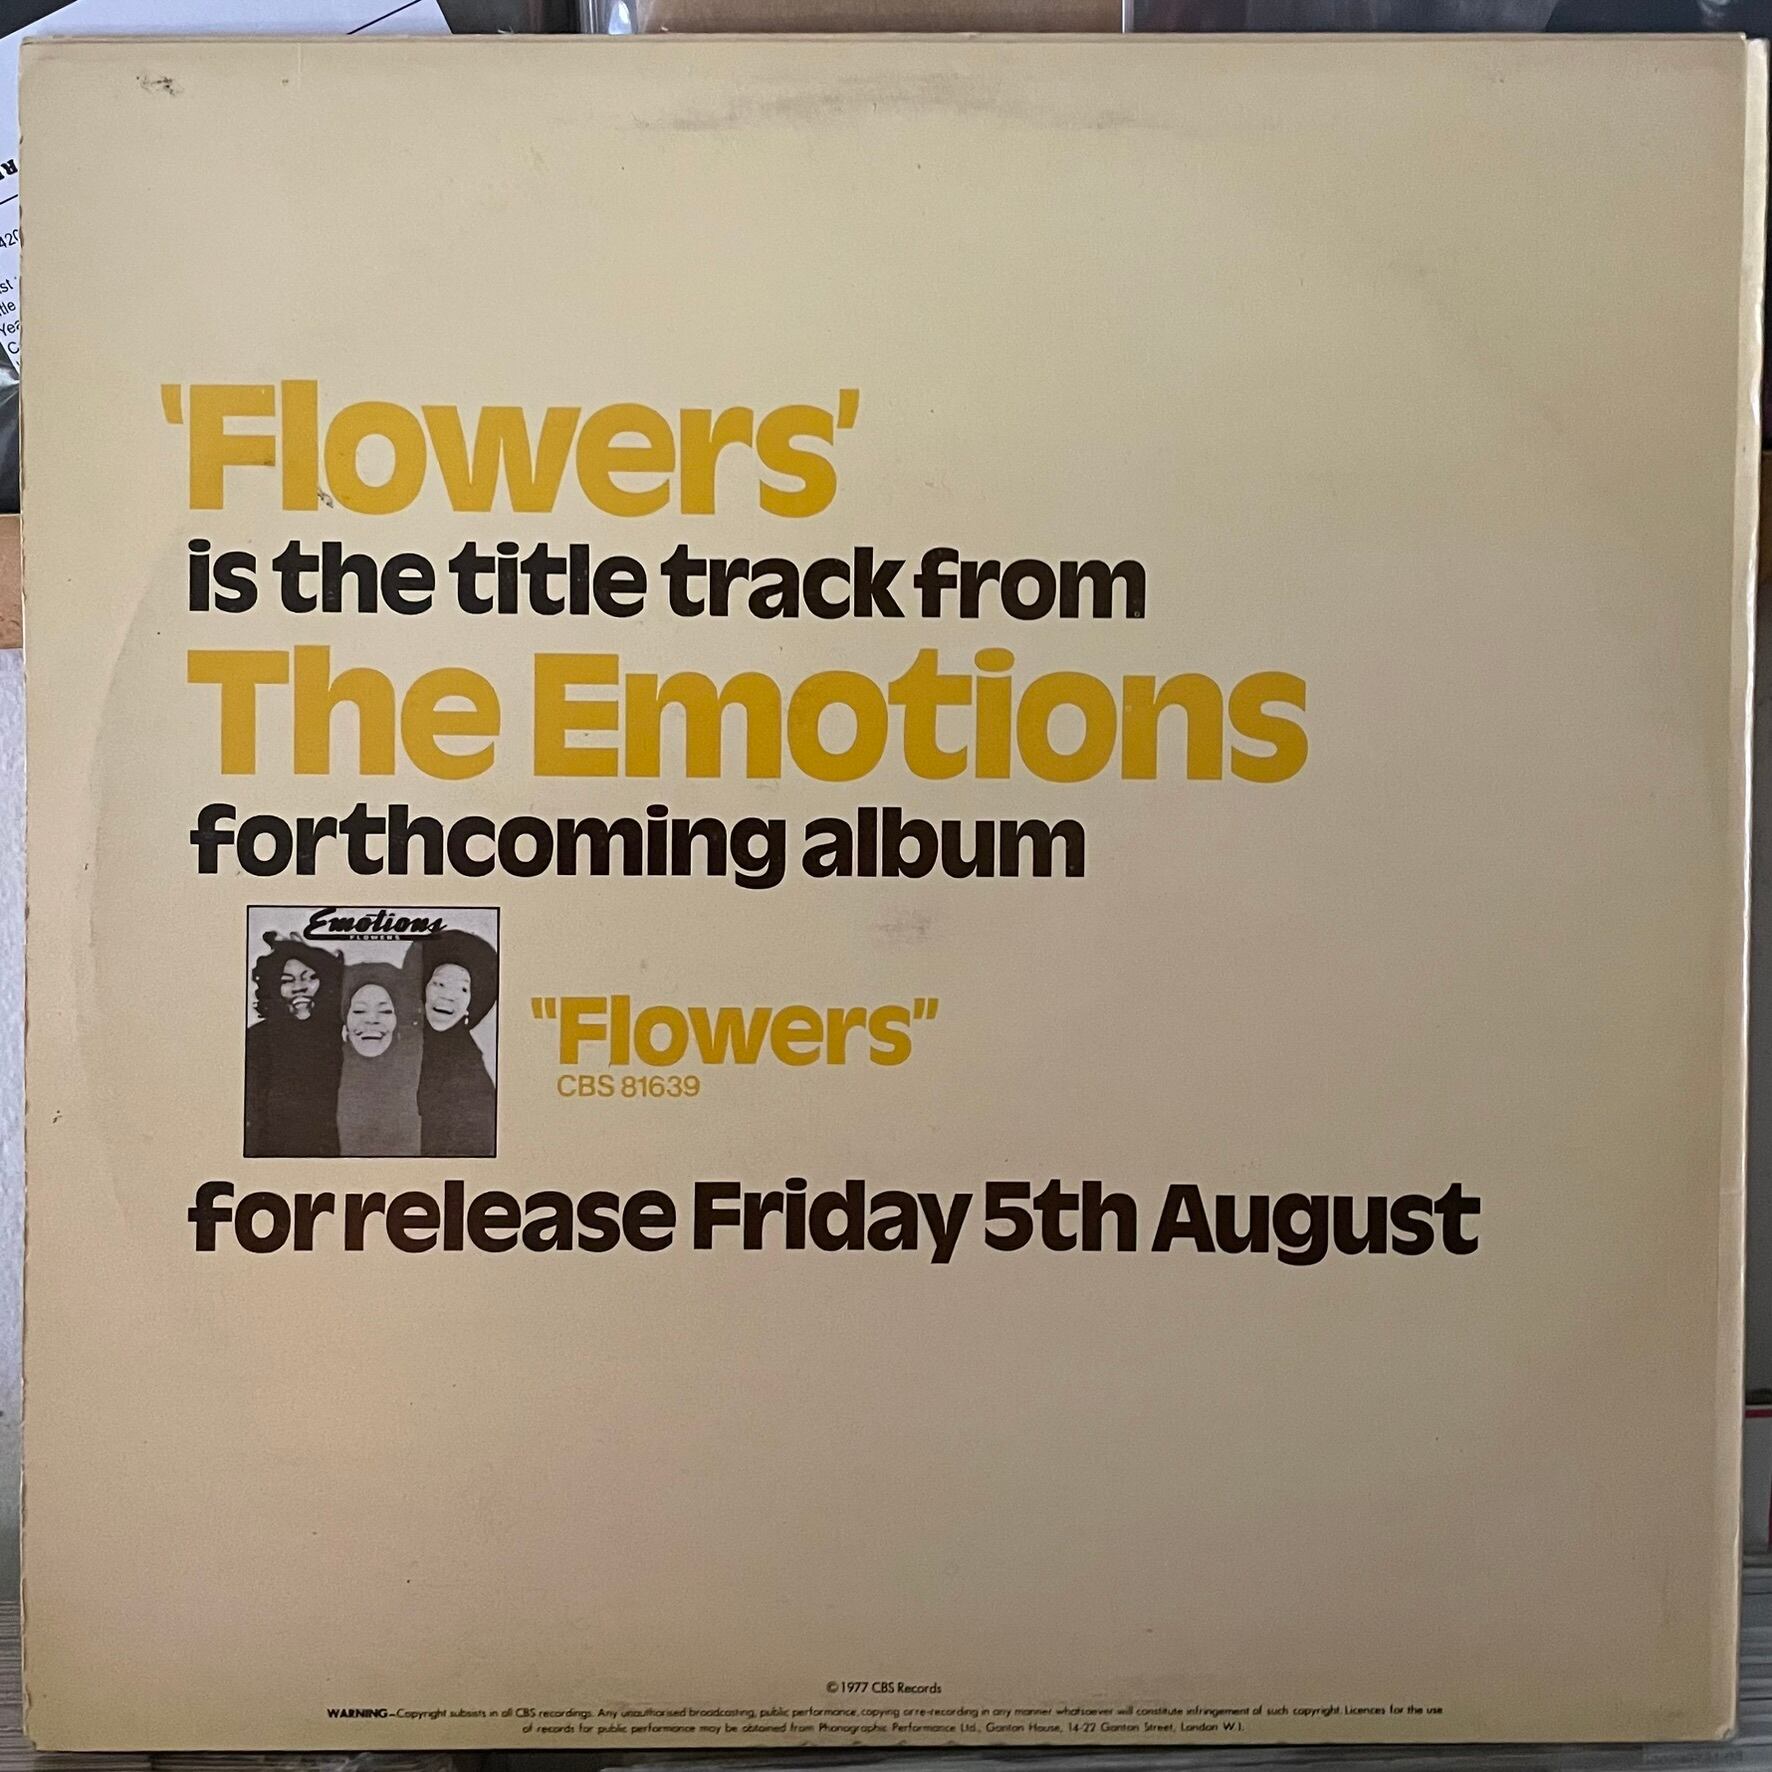 'Flowers'
is the title track from
The Emotions
forthcoming album
Emotions
FLOWERS
"Flowers"
CBS 81639
for release Friday 5th August
© 1977 CBS Records
WARNING–Copyright subsists in all CBS recordings. Any unauthorised broadcasting, public performance, copying or re-recording in any manner whatsoever will constitute infringement of such copyright. Licences for the use
of records for public performance may be obtained from Phonographic Performance Ltd., Ganton House, 14-22 Ganton Street, London W.1.